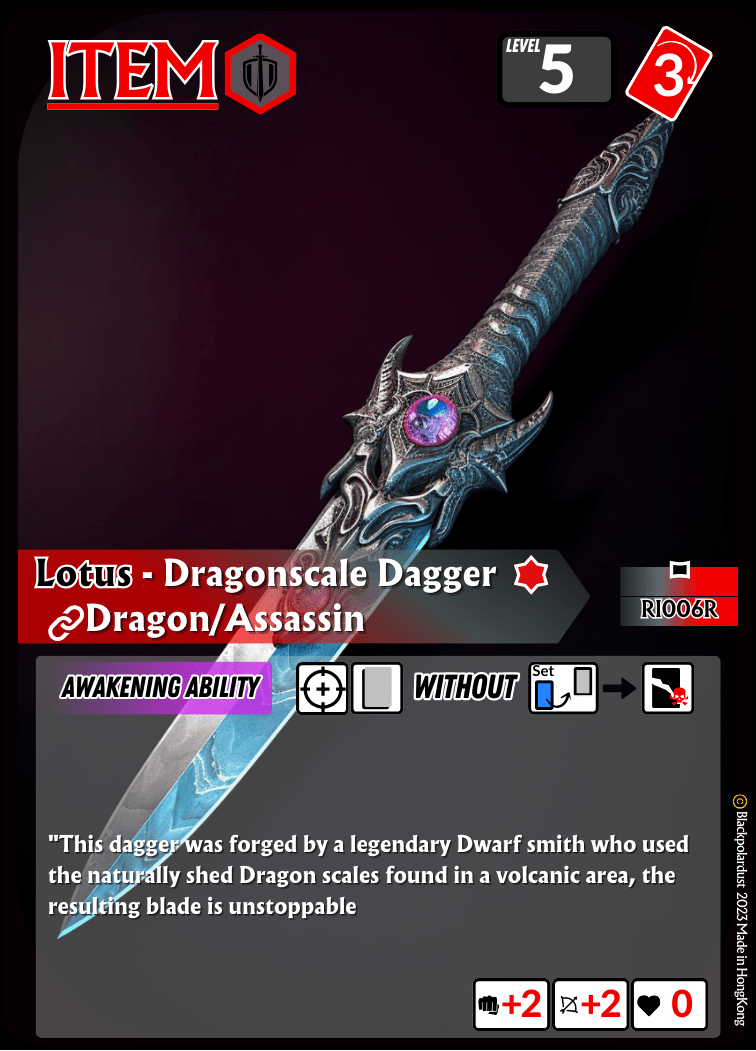 ITEM
LEVEL 5
3
Lotus - Dragonscale Dagger
Dragon/Assassin
RI006R
AWAKENING ABILITY
WITHOUT
Set
"This dagger was forged by a legendary Dwarf smith who used
the naturally shed Dragon scales found in a volcanic area, the
resulting blade is unstoppable
+2 +2 0
© Blackpolardust 2023 Made in HongKong